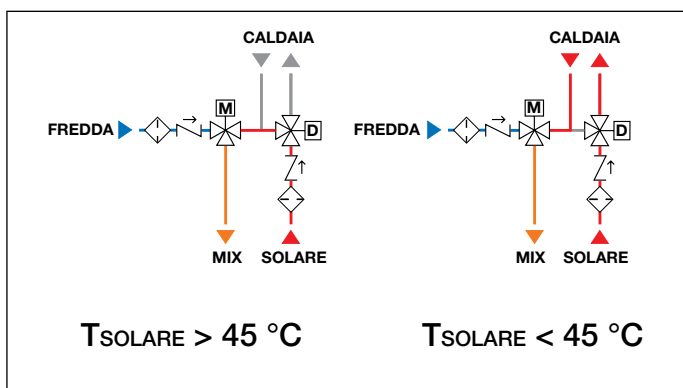 CALDAIA
M
FREDDA
D
MIX SOLARE
TSOLARE > 45 °C
CALDAIA
M
FREDDA
D
MIX SOLARE
TSOLARE < 45 °C